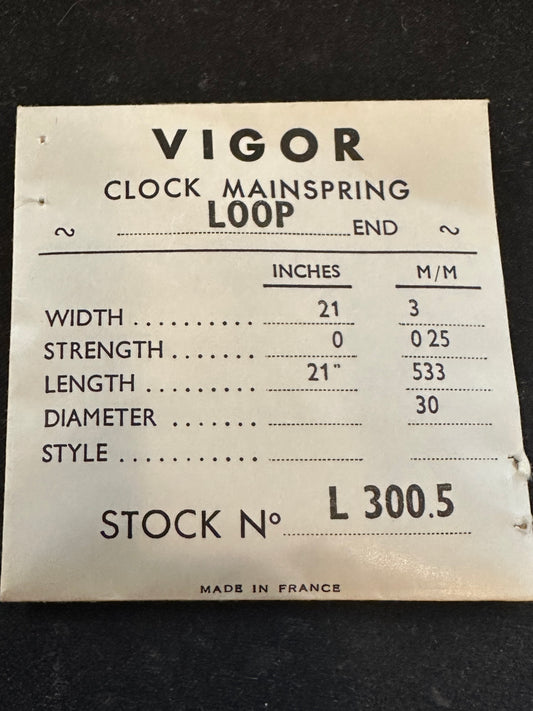 VIGOR
CLOCK MAINSPRING
~ LOOP END ~
INCHES M/M
WIDTH .......... 21 3
STRENGTH ....... 0 0 25
LENGTH ......... 21" 533
DIAMETER ....... 30
STYLE ...........
STOCK Nº L 300.5
MADE IN FRANCE